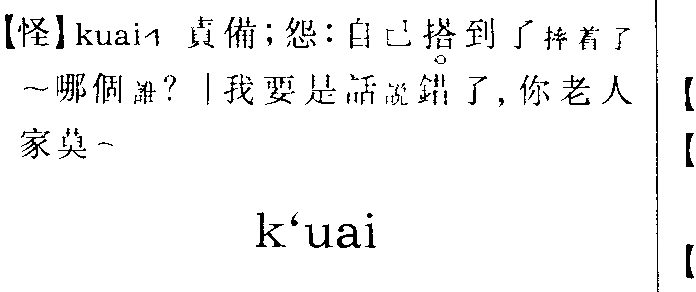 【怪】kuai˧ 責備；怨：自己搭到了摔着了
～哪個誰？｜我要是話說錯了，你老人
家莫～
k‘uai